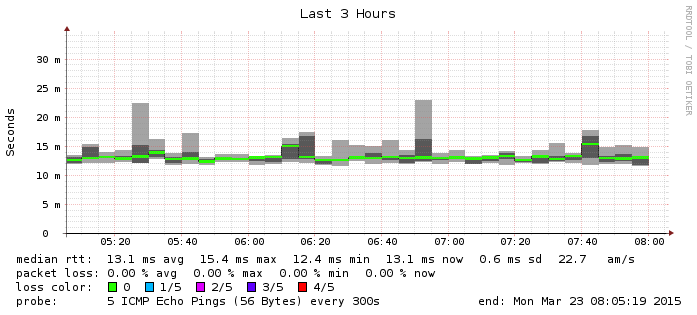 Last 3 Hours
RRDTOOL / TOBI OETIKER
Seconds
30 m
25 m
20 m
15 m
10 m
5 m
0
05:20 05:40 06:00 06:20 06:40 07:00 07:20 07:40 08:00
median rtt: 13.1 ms avg 15.4 ms max 12.4 ms min 13.1 ms now 0.6 ms sd 22.7 am/s
packet loss: 0.00 % avg 0.00 % max 0.00 % min 0.00 % now
loss color: 0 1/5 2/5 3/5 4/5
probe: 5 ICMP Echo Pings (56 Bytes) every 300s end: Mon Mar 23 08:05:19 2015